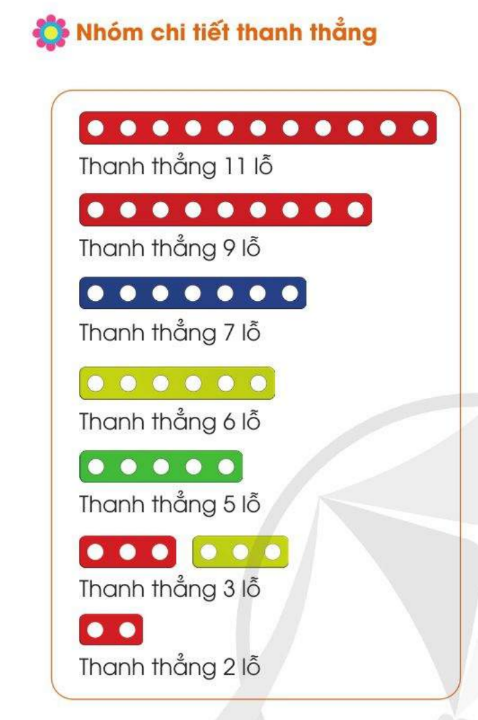 Nhóm chi tiết thanh thẳng
Thanh thẳng 11 lỗ
Thanh thẳng 9 lỗ
Thanh thẳng 7 lỗ
Thanh thẳng 6 lỗ
Thanh thẳng 5 lỗ
Thanh thẳng 3 lỗ
Thanh thẳng 2 lỗ